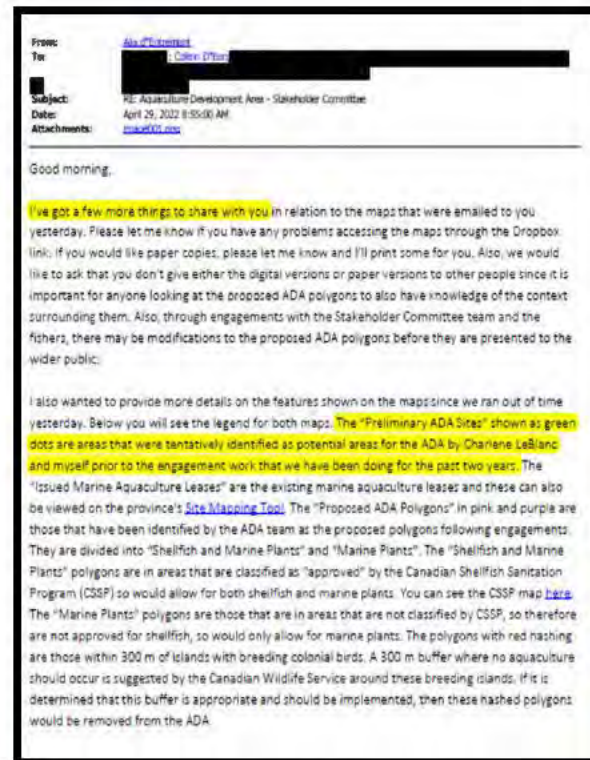 From: Alix d'Entremont
To: ; Colton D'Eon;
Subject: RE: Aquaculture Development Area - Stakeholder Committee
Date: April 29, 2022 8:55:00 AM
Attachments: image001.png
Good morning,
I've got a few more things to share with you in relation to the maps that were emailed to you
yesterday. Please let me know if you have any problems accessing the maps through the Dropbox
link. If you would like paper copies, please let me know and I'll print some for you. Also, we would
like to ask that you don't give either the digital versions or paper versions to other people since it is
important for anyone looking at the proposed ADA polygons to also have knowledge of the context
surrounding them. Also, through engagements with the Stakeholder Committee team and the
fishers, there may be modifications to the proposed ADA polygons before they are presented to the
wider public.
I also wanted to provide more details on the features shown on the maps since we ran out of time
yesterday. Below you will see the legend for both maps. The "Preliminary ADA Sites" shown as green
dots are areas that were tentatively identified as potential areas for the ADA by Charlene LeBlanc
and myself prior to the engagement work that we have been doing for the past two years. The
"Issued Marine Aquaculture Leases" are the existing marine aquaculture leases and these can also
be viewed on the province's Site Mapping Tool. The "Proposed ADA Polygons" in pink and purple are
those that have been identified by the ADA team as the proposed polygons following engagements.
They are divided into "Shellfish and Marine Plants" and "Marine Plants". The "Shellfish and Marine
Plants" polygons are in areas that are classified as "approved" by the Canadian Shellfish Sanitation
Program (CSSP) so would allow for both shellfish and marine plants. You can see the CSSP map here.
The "Marine Plants" polygons are those that are in areas that are not classified by CSSP, so therefore
are not approved for shellfish, so would only allow for marine plants. The polygons with red hashing
are those within 300 m of islands with breeding colonial birds. A 300 m buffer where no aquaculture
should occur is suggested by the Canadian Wildlife Service around these breeding islands. If it is
determined that this buffer is appropriate and should be implemented, then these hashed polygons
would be removed from the ADA